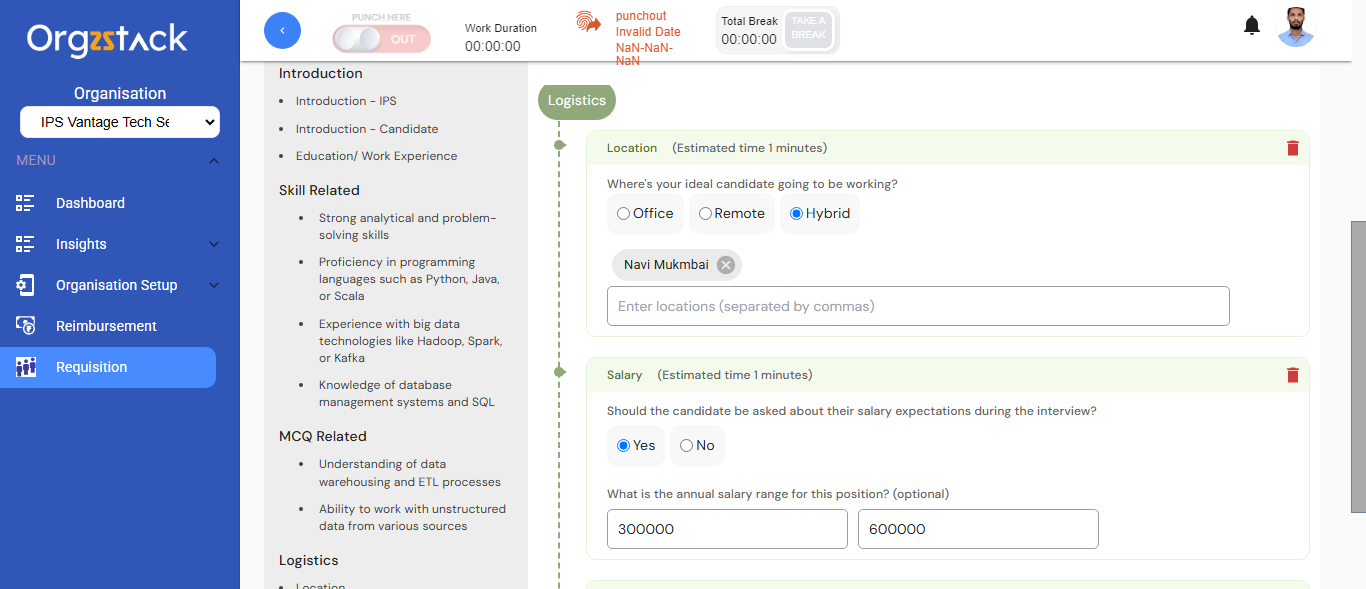 Orgzstack
Organisation
IPS Vantage Tech Se
MENU
Dashboard
Insights
Organisation Setup
Reimbursement
Requisition
PUNCH HERE
OUT
Work Duration
00:00:00
punchout
Invalid Date
NaN-NaN-
NaN
Total Break
00:00:00
TAKE A
BREAK
Introduction
Introduction - IPS
Introduction - Candidate
Education/ Work Experience
Skill Related
Strong analytical and problem-
solving skills
Proficiency in programming
languages such as Python, Java,
or Scala
Experience with big data
technologies like Hadoop, Spark,
or Kafka
Knowledge of database
management systems and SQL
MCQ Related
Understanding of data
warehousing and ETL processes
Ability to work with unstructured
data from various sources
Logistics
Location
Logistics
Location (Estimated time 1 minutes)
Where's your ideal candidate going to be working?
Office Remote Hybrid
Navi Mukmbai
Enter locations (separated by commas)
Salary (Estimated time 1 minutes)
Should the candidate be asked about their salary expectations during the interview?
Yes No
What is the annual salary range for this position? (optional)
300000 600000